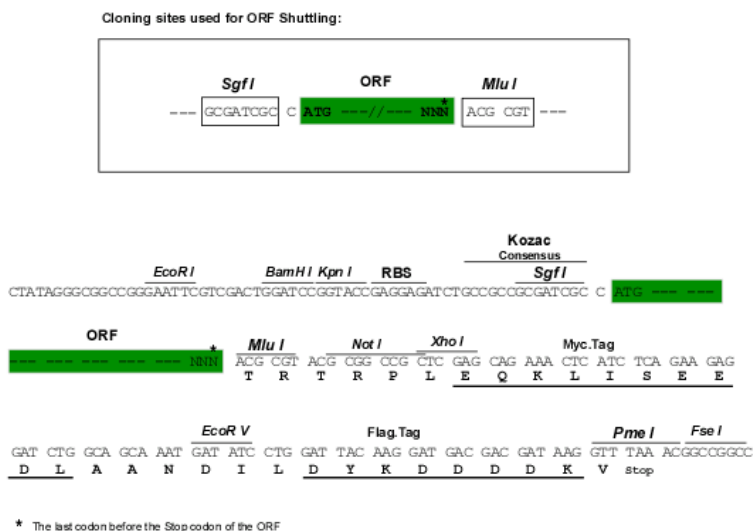 Cloning sites used for ORF Shuttling:
Sgf I ORF Mlu I
--- GCGATCGC C ATG ---//--- NNN * ACG CGT ---
Kozac
Consensus
EcoR I BamH I Kpn I RBS Sgf I
CTATAGGGCGGCCGGGAATTCGTCGACTGGATCCGGTACCGAGGAGATCTGCCGCCGCGATCGC C ATG --- ---
ORF Mlu I Not I Xho I Myc.Tag
--- --- --- --- --- --- NNN * ACG CGT ACG CGG CCG CTC GAG CAG AAA CTC ATC TCA GAA GAG
T R T R P L E Q K L I S E E
EcoR V Flag.Tag Pme I Fse I
GAT CTG GCA GCA AAT GAT ATC CTG GAT TAC AAG GAT GAC GAC GAT AAG GTT TAA ACGGCCGGCC
D L A A N D I L D Y K D D D D K V Stop
* The last codon before the Stop codon of the ORF